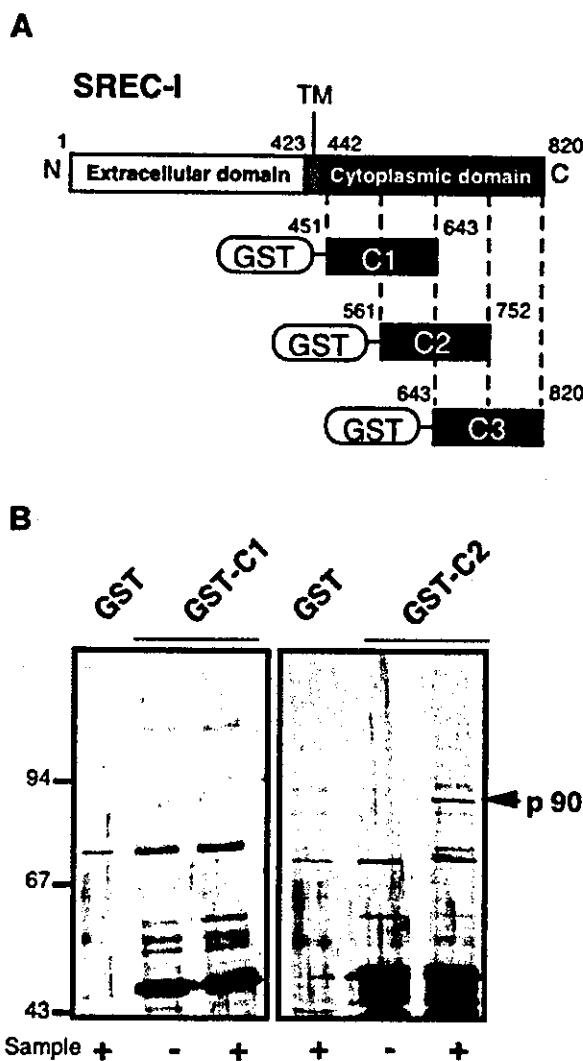 A
SREC-I
TM
1 423 442 820
N Extracellular domain Cytoplasmic domain C
451 643
GST C1
561 752
GST C2
643 820
GST C3
B
GST GST-C1 GST GST-C2
94
p 90
67
43
Sample + - + + - +